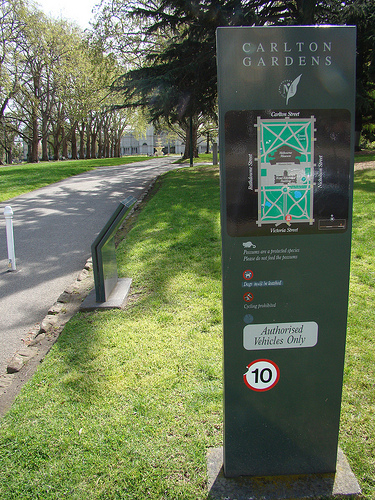 CARLTON
GARDENS
Carlton Street
Rathdowne Street
Nicholson Street
Victoria Street
Possums are a protected species
Please do not feed the possums
Dogs must be leashed
Cycling prohibited
Authorised
Vehicles Only
10